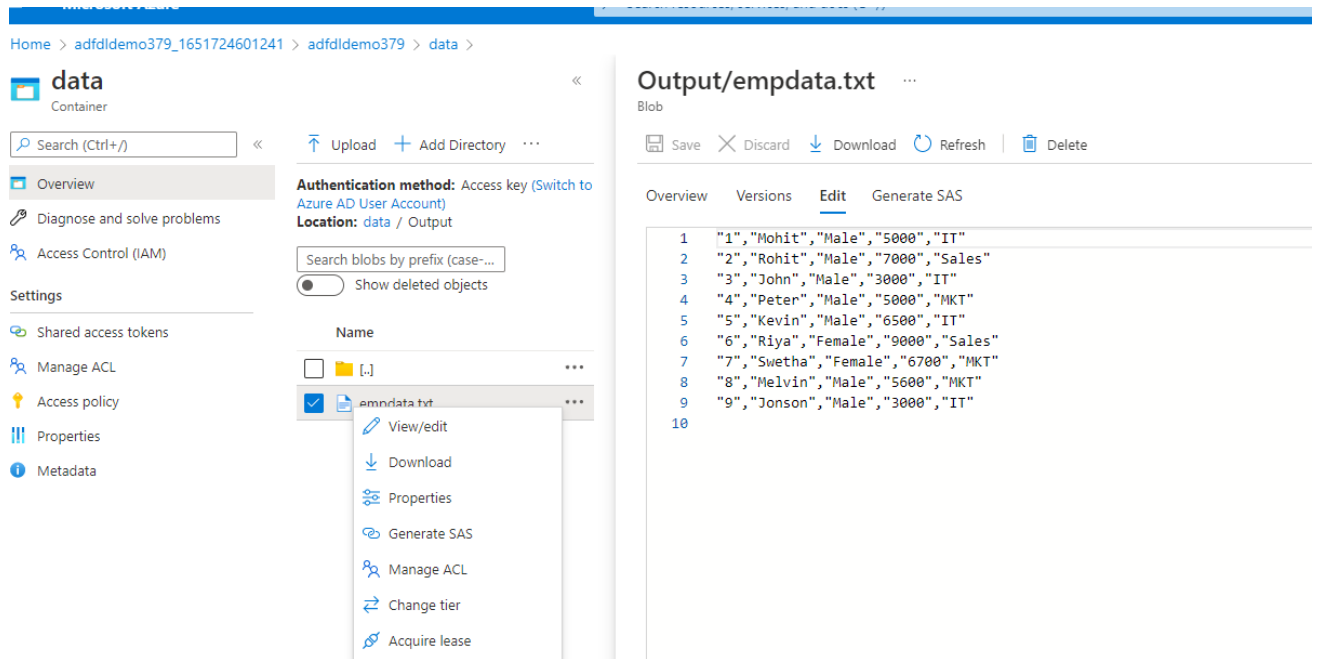 Microsoft Azure
Home > adfdldemo379_1651724601241 > adfdldemo379 > data >
data
Container
Search (Ctrl+/)
Overview
Diagnose and solve problems
Access Control (IAM)
Settings
Shared access tokens
Manage ACL
Access policy
Properties
Metadata
Upload
Add Directory
Authentication method: Access key (Switch to
Azure AD User Account)
Location: data / Output
Search blobs by prefix (case-...
Show deleted objects
Name
[..]
empdata.txt
View/edit
Download
Properties
Generate SAS
Manage ACL
Change tier
Acquire lease
Output/empdata.txt ...
Blob
Save Discard Download Refresh Delete
Overview Versions Edit Generate SAS
1 "1","Mohit","Male","5000","IT"
2 "2","Rohit","Male","7000","Sales"
3 "3","John","Male","3000","IT"
4 "4","Peter","Male","5000","MKT"
5 "5","Kevin","Male","6500","IT"
6 "6","Riya","Female","9000","Sales"
7 "7","Swetha","Female","6700","MKT"
8 "8","Melvin","Male","5600","MKT"
9 "9","Jonson","Male","3000","IT"
10